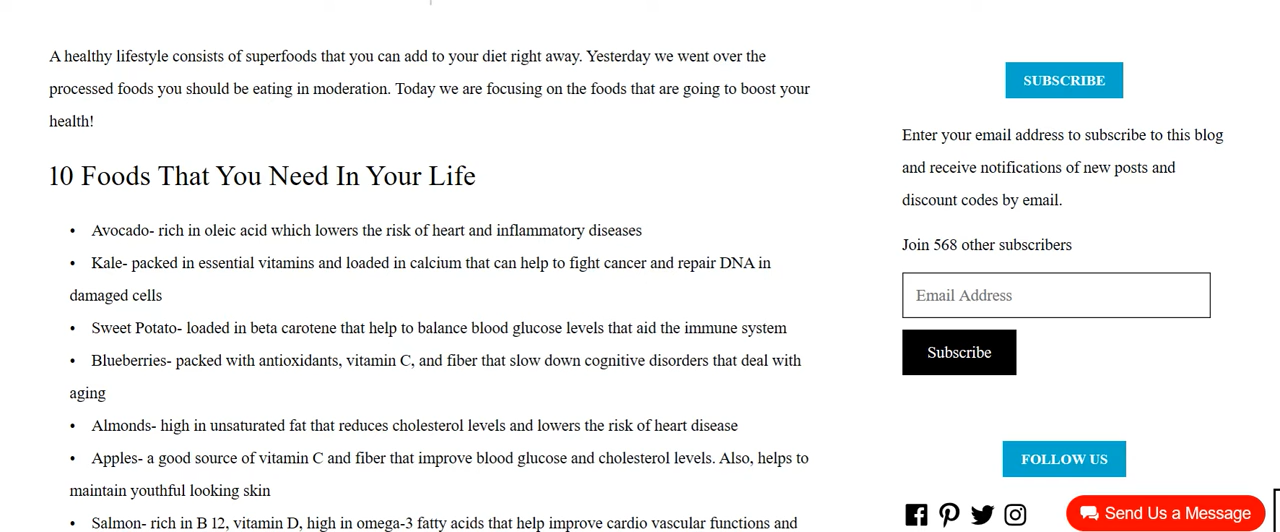 A healthy lifestyle consists of superfoods that you can add to your diet right away. Yesterday we went over the
processed foods you should be eating in moderation. Today we are focusing on the foods that are going to boost your
health!
10 Foods That You Need In Your Life
• Avocado- rich in oleic acid which lowers the risk of heart and inflammatory diseases
• Kale- packed in essential vitamins and loaded in calcium that can help to fight cancer and repair DNA in
damaged cells
• Sweet Potato- loaded in beta carotene that help to balance blood glucose levels that aid the immune system
• Blueberries- packed with antioxidants, vitamin C, and fiber that slow down cognitive disorders that deal with
aging
• Almonds- high in unsaturated fat that reduces cholesterol levels and lowers the risk of heart disease
• Apples- a good source of vitamin C and fiber that improve blood glucose and cholesterol levels. Also, helps to
maintain youthful looking skin
• Salmon- rich in B 12, vitamin D, high in omega-3 fatty acids that help improve cardio vascular functions and
SUBSCRIBE
Enter your email address to subscribe to this blog
and receive notifications of new posts and
discount codes by email.
Join 568 other subscribers
Email Address
Subscribe
FOLLOW US
Send Us a Message